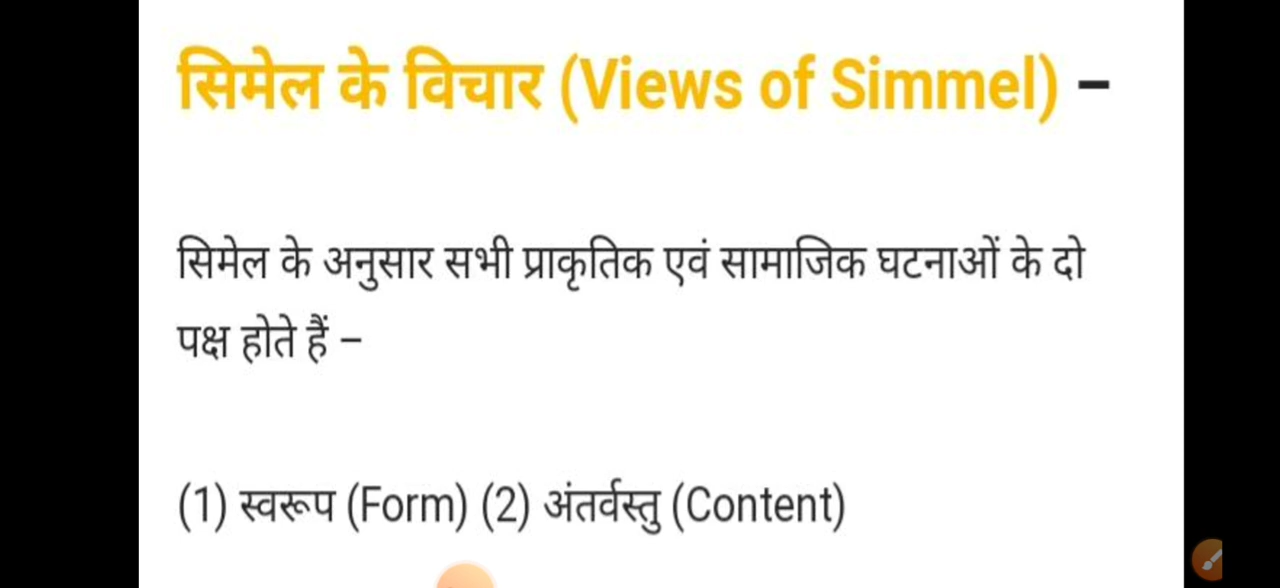 सिमेल के विचार (Views of Simmel) –
सिमेल के अनुसार सभी प्राकृतिक एवं सामाजिक घटनाओं के दो
पक्ष होते हैं –
(1) स्वरूप (Form) (2) अंतर्वस्तु (Content)